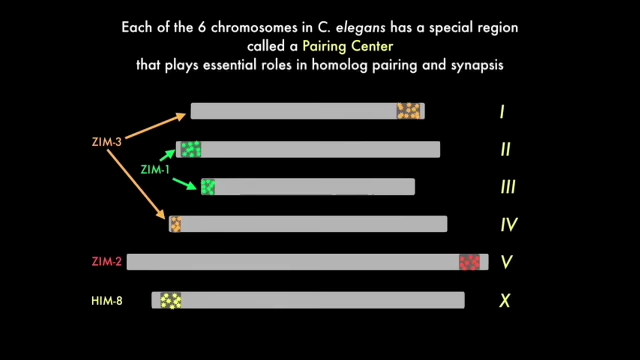 Each of the 6 chromosomes in C. elegans has a special region
called a Pairing Center
that plays essential roles in homolog pairing and synapsis
I
ZIM-3
II
ZIM-1
III
IV
ZIM-2
V
HIM-8
X